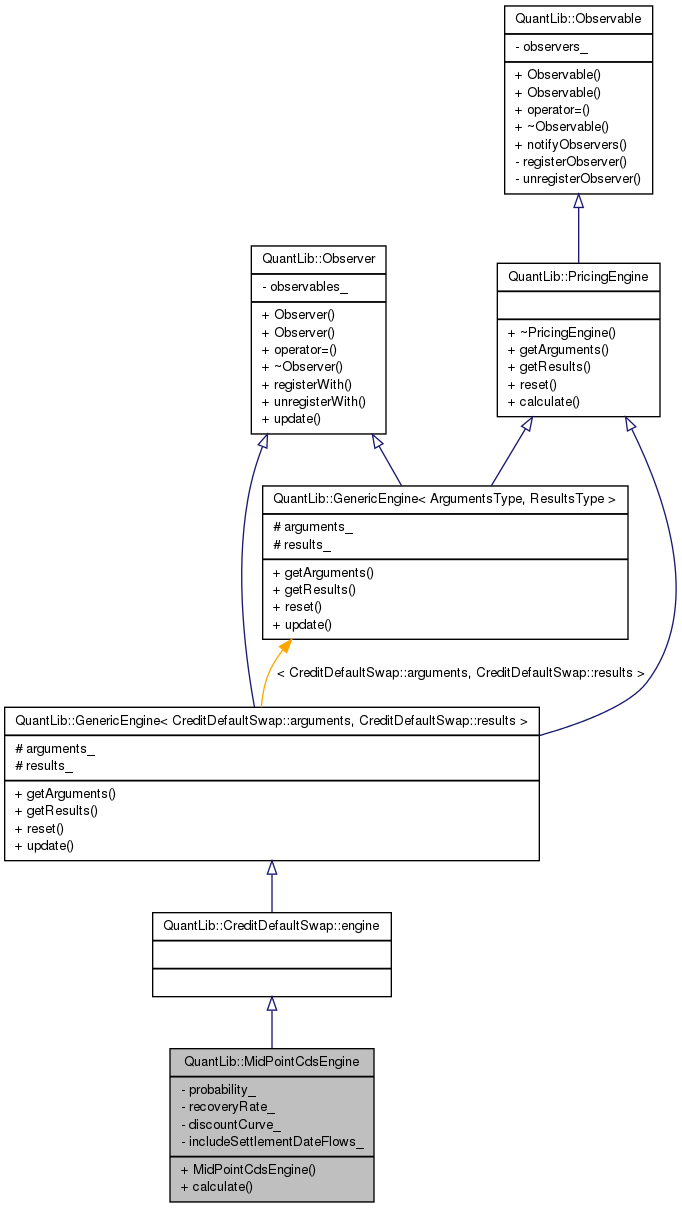 QuantLib::Observable
- observers_
+ Observable()
+ Observable()
+ operator=()
+ ~Observable()
+ notifyObservers()
- registerObserver()
- unregisterObserver()
QuantLib::Observer
- observables_
+ Observer()
+ Observer()
+ operator=()
+ ~Observer()
+ registerWith()
+ unregisterWith()
+ update()
QuantLib::PricingEngine
+ ~PricingEngine()
+ getArguments()
+ getResults()
+ reset()
+ calculate()
QuantLib::GenericEngine< ArgumentsType, ResultsType >
# arguments_
# results_
+ getArguments()
+ getResults()
+ reset()
+ update()
< CreditDefaultSwap::arguments, CreditDefaultSwap::results >
QuantLib::GenericEngine< CreditDefaultSwap::arguments, CreditDefaultSwap::results >
# arguments_
# results_
+ getArguments()
+ getResults()
+ reset()
+ update()
QuantLib::CreditDefaultSwap::engine
QuantLib::MidPointCdsEngine
- probability_
- recoveryRate_
- discountCurve_
- includeSettlementDateFlows_
+ MidPointCdsEngine()
+ calculate()